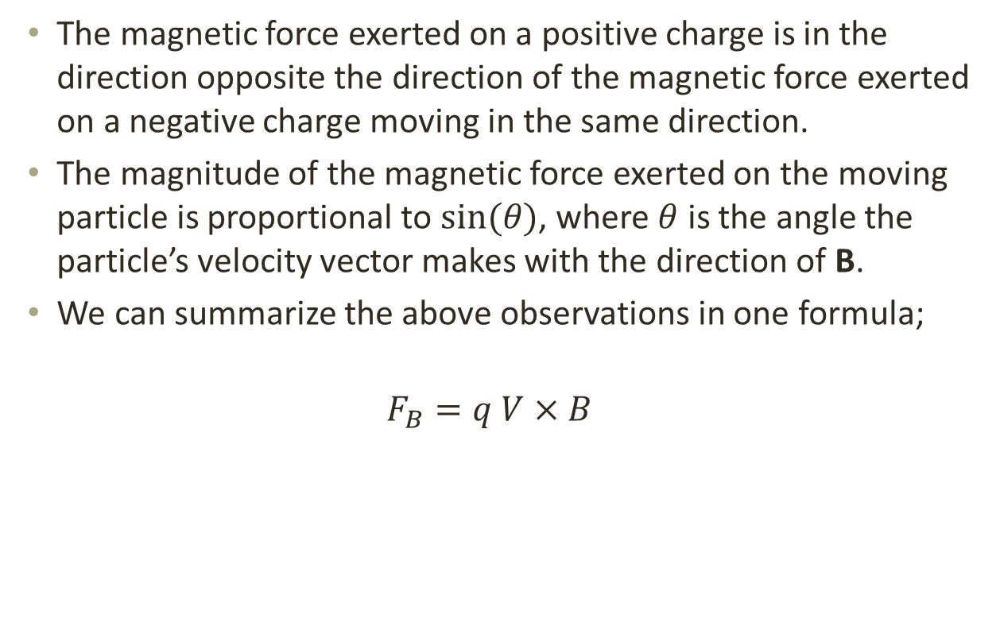 • The magnetic force exerted on a positive charge is in the
direction opposite the direction of the magnetic force exerted
on a negative charge moving in the same direction.
• The magnitude of the magnetic force exerted on the moving
particle is proportional to sin(θ), where θ is the angle the
particle’s velocity vector makes with the direction of B.
• We can summarize the above observations in one formula;
F_B = q V × B